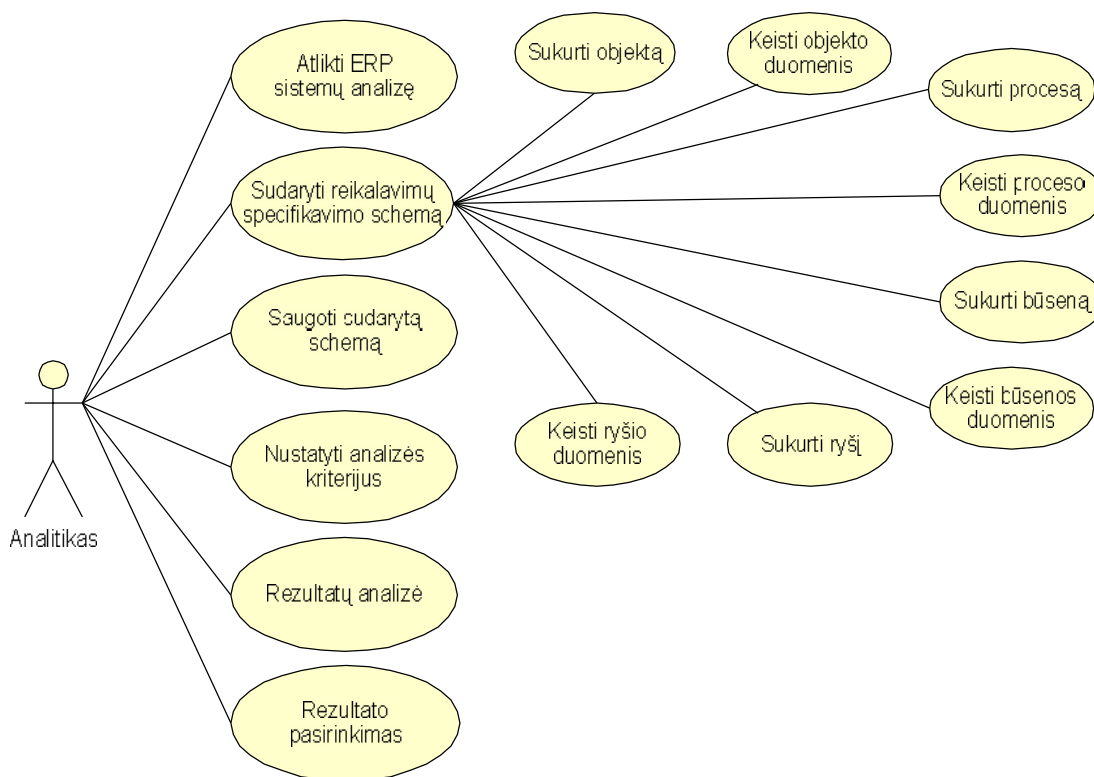 Atlikti ERP
sistemų analizę
Sudaryti reikalavimų
specifikavimo schemą
Saugoti sudarytą
schemą
Nustatyti analizės
kriterijus
Rezultatų analizė
Rezultato
pasirinkimas
Analitikas
Sukurti objektą
Keisti objekto
duomenis
Sukurti procesą
Keisti proceso
duomenis
Sukurti būseną
Keisti būsenos
duomenis
Sukurti ryšį
Keisti ryšio
duomenis